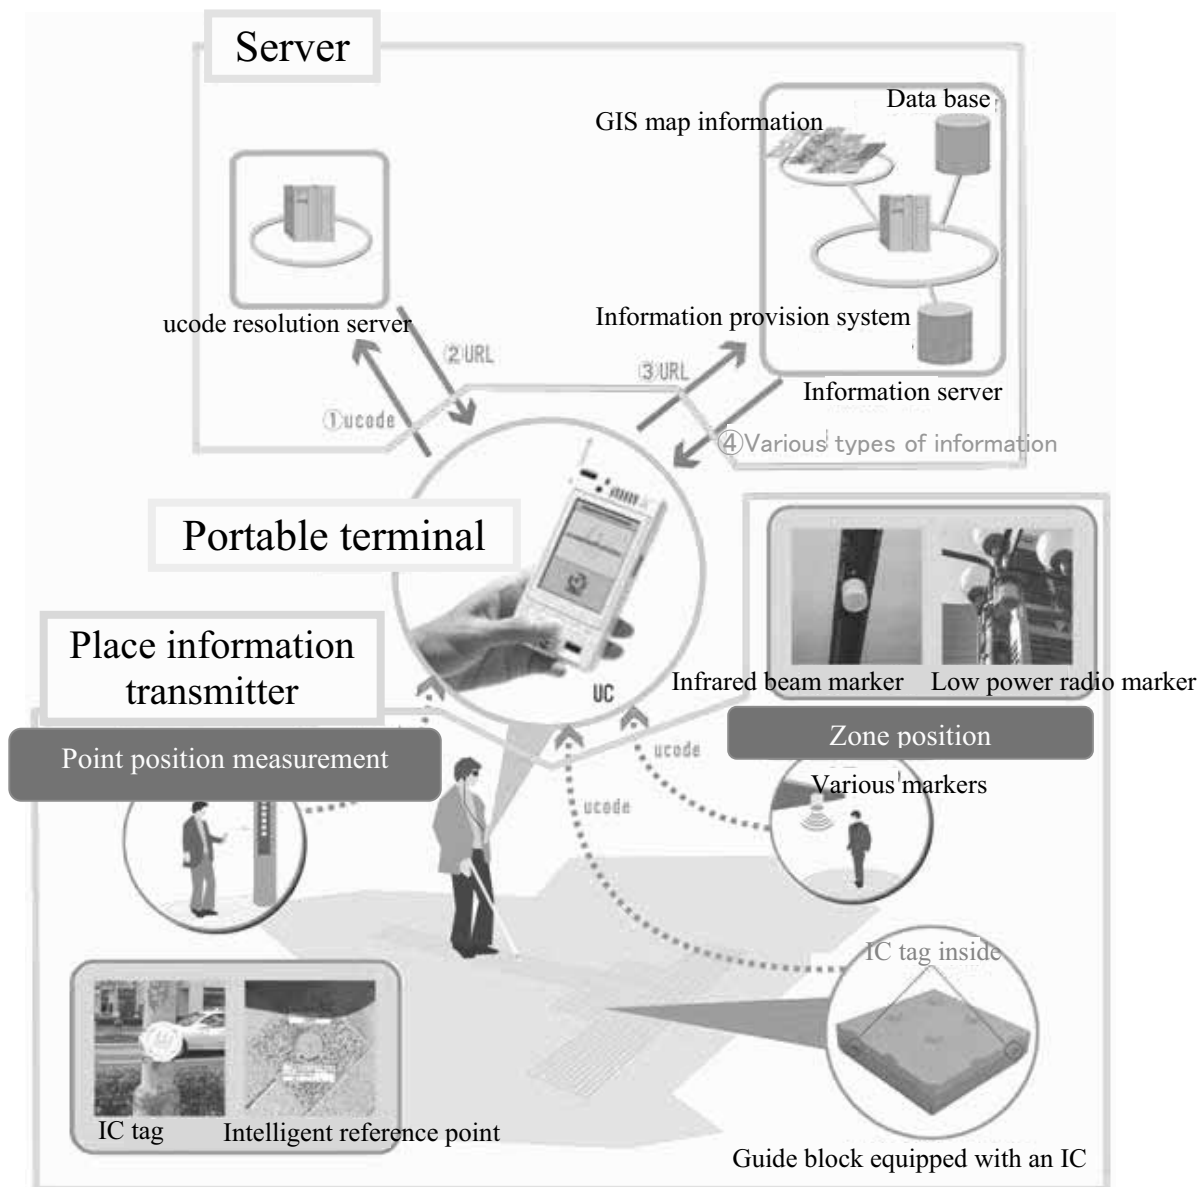 Server
Data base
GIS map information
ucode resolution server
Information provision system
②URL
③URL
Information server
①ucode
④Various types of information
Portable terminal
Place information
transmitter
UC
Infrared beam marker
Low power radio marker
Point position measurement
Zone position
ucode
Various markers
ucode
IC tag inside
IC tag
Intelligent reference point
Guide block equipped with an IC